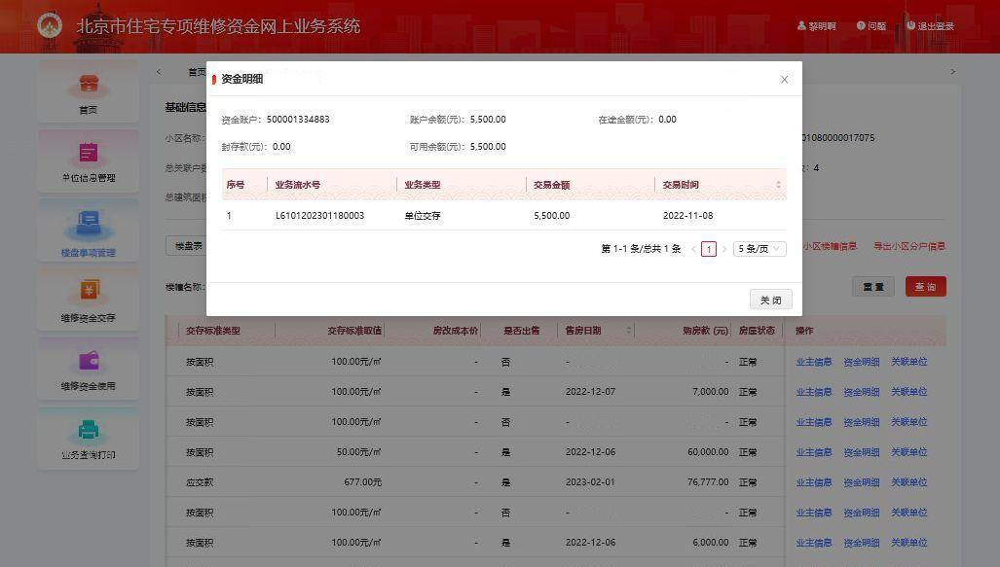 北京市住宅专项维修资金网上业务系统
黎明啊 问题 退出登录
首页
单位信息管理
楼盘事项管理
维修资金交存
维修资金使用
业务查询打印
首页
基础信息
小区名称:
01080000017075
总关联户数
: 4
总建筑面积
楼盘表
小区楼幢信息 导出小区分户信息
楼幢名称:
重 置 查 询
资金明细
资金账户: 500001334883 账户余额(元): 5,500.00 在途全额(元): 0.00
封存款(元): 0.00 可用余额(元): 5,500.00
序号 业务流水号 业务类型 交易金额 交易时间
1 L6101202301180003 单位交存 5,500.00 2022-11-08
第 1-1 条/总共 1 条 < 1 > 5 条/页
关 闭
交存标准类型 交存标准取值 房改成本价 是否出售 售房日期 购房款 (元) 房屋状态 操作
按面积 100.00元/㎡ - 否 - - 正常 业主信息 资金明细 关联单位
按面积 100.00元/㎡ - 是 2022-12-07 7,000.00 正常 业主信息 资金明细 关联单位
按面积 100.00元/㎡ - 否 - - 正常 业主信息 资金明细 关联单位
按面积 50.00元/㎡ - 是 2022-12-06 60,000.00 正常 业主信息 资金明细 关联单位
应交款 677.00元 - 是 2023-02-01 76,777.00 正常 业主信息 资金明细 关联单位
按面积 100.00元/㎡ - 否 - - 正常 业主信息 资金明细 关联单位
按面积 100.00元/㎡ - 是 2022-12-06 6,000.00 正常 业主信息 资金明细 关联单位